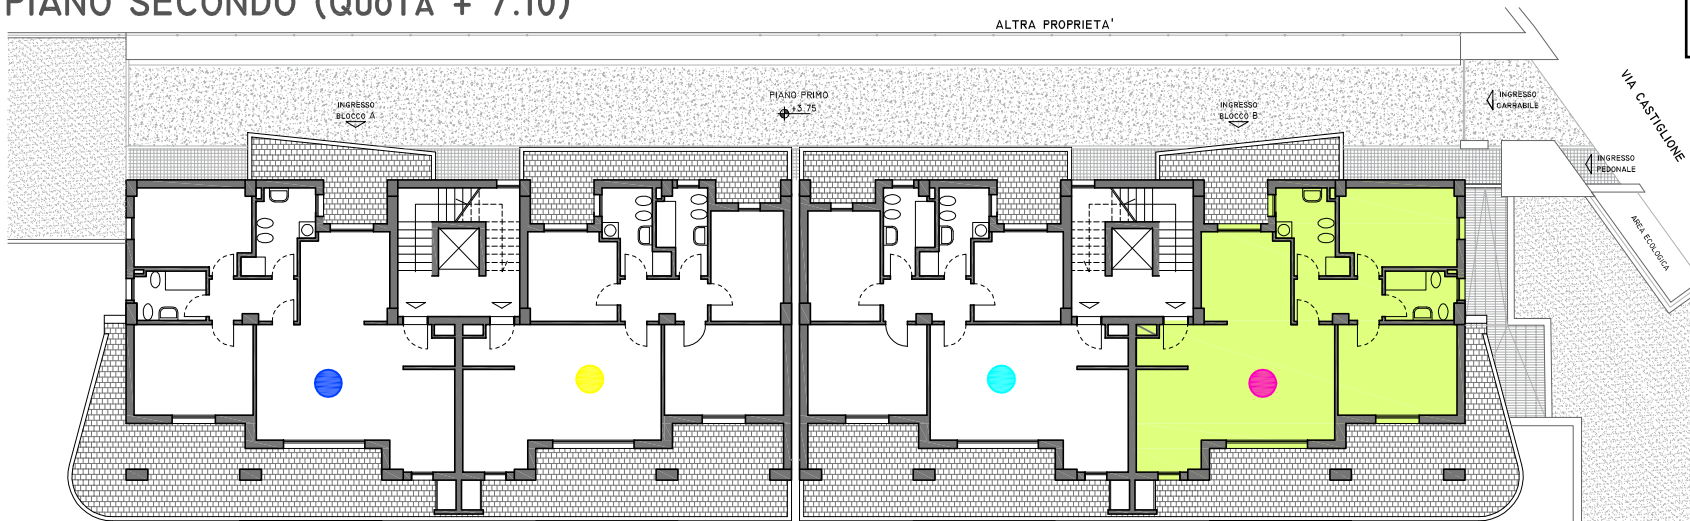 PIANO SECONDO (QUOTA + 7.10)
ALTRA PROPRIETA'
PIANO PRIMO
+3.75
INGRESSO
BLOCCO A
INGRESSO
BLOCCO B
INGRESSO
CARRABILE
VIA CASTIGLIONE
INGRESSO
PEDONALE
AREA ECOLOGICA